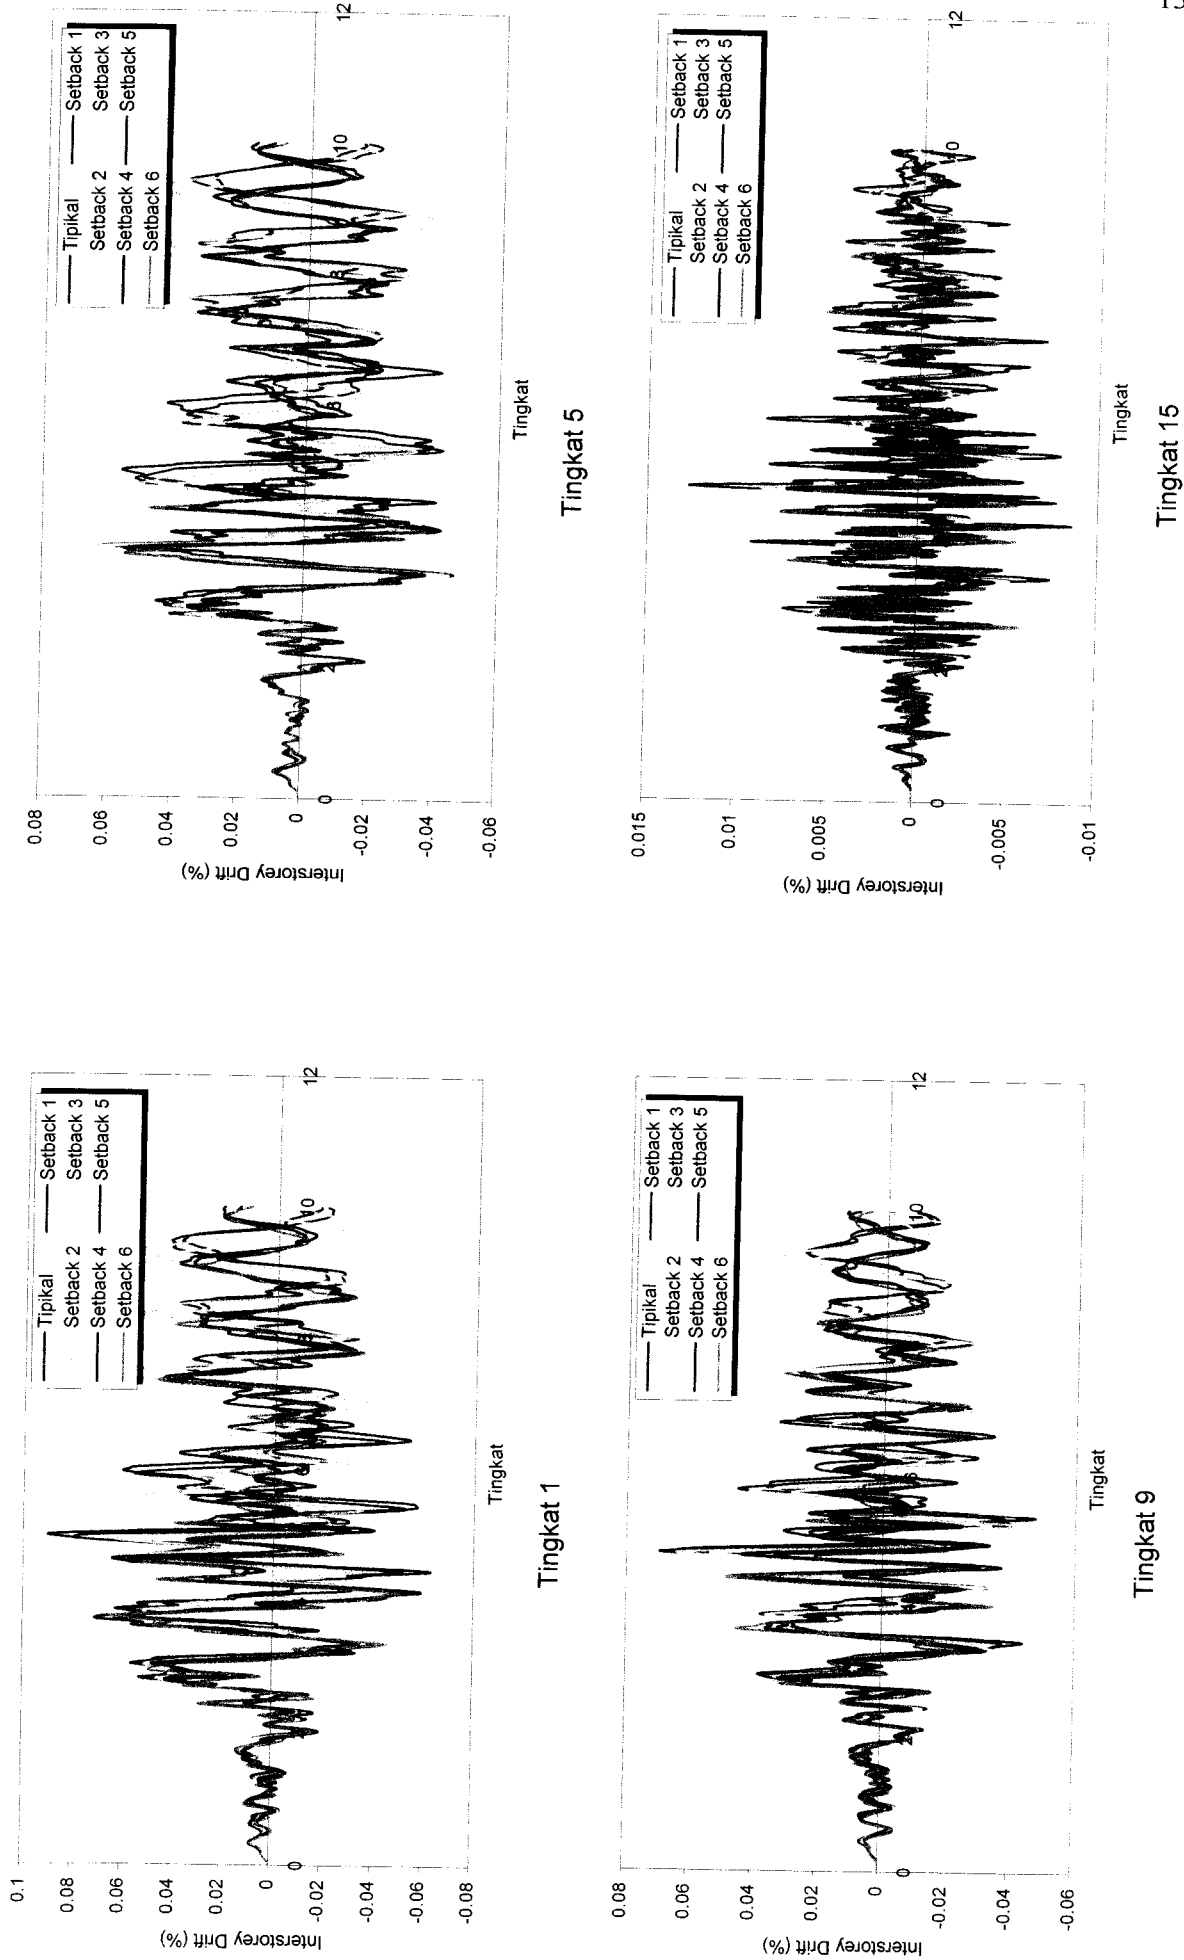 0.1
0.08
0.06
0.04
0.02
0
-0.02
-0.04
-0.06
-0.08
Interstorey Drift (%)
0
10
12
Tipikal
Setback 1
Setback 2
Setback 3
Setback 4
Setback 5
Setback 6
Tingkat
Tingkat 1
0.08
0.06
0.04
0.02
0
-0.02
-0.04
-0.06
Interstorey Drift (%)
0
2
8
10
12
Tipikal
Setback 1
Setback 2
Setback 3
Setback 4
Setback 5
Setback 6
Tingkat
Tingkat 5
0.08
0.06
0.04
0.02
0
-0.02
-0.04
-0.06
Interstorey Drift (%)
0
2
10
12
Tipikal
Setback 1
Setback 2
Setback 3
Setback 4
Setback 5
Setback 6
Tingkat
Tingkat 9
0.015
0.01
0.005
0
-0.005
-0.01
Interstorey Drift (%)
0
12
Tipikal
Setback 1
Setback 2
Setback 3
Setback 4
Setback 5
Setback 6
Tingkat
Tingkat 15